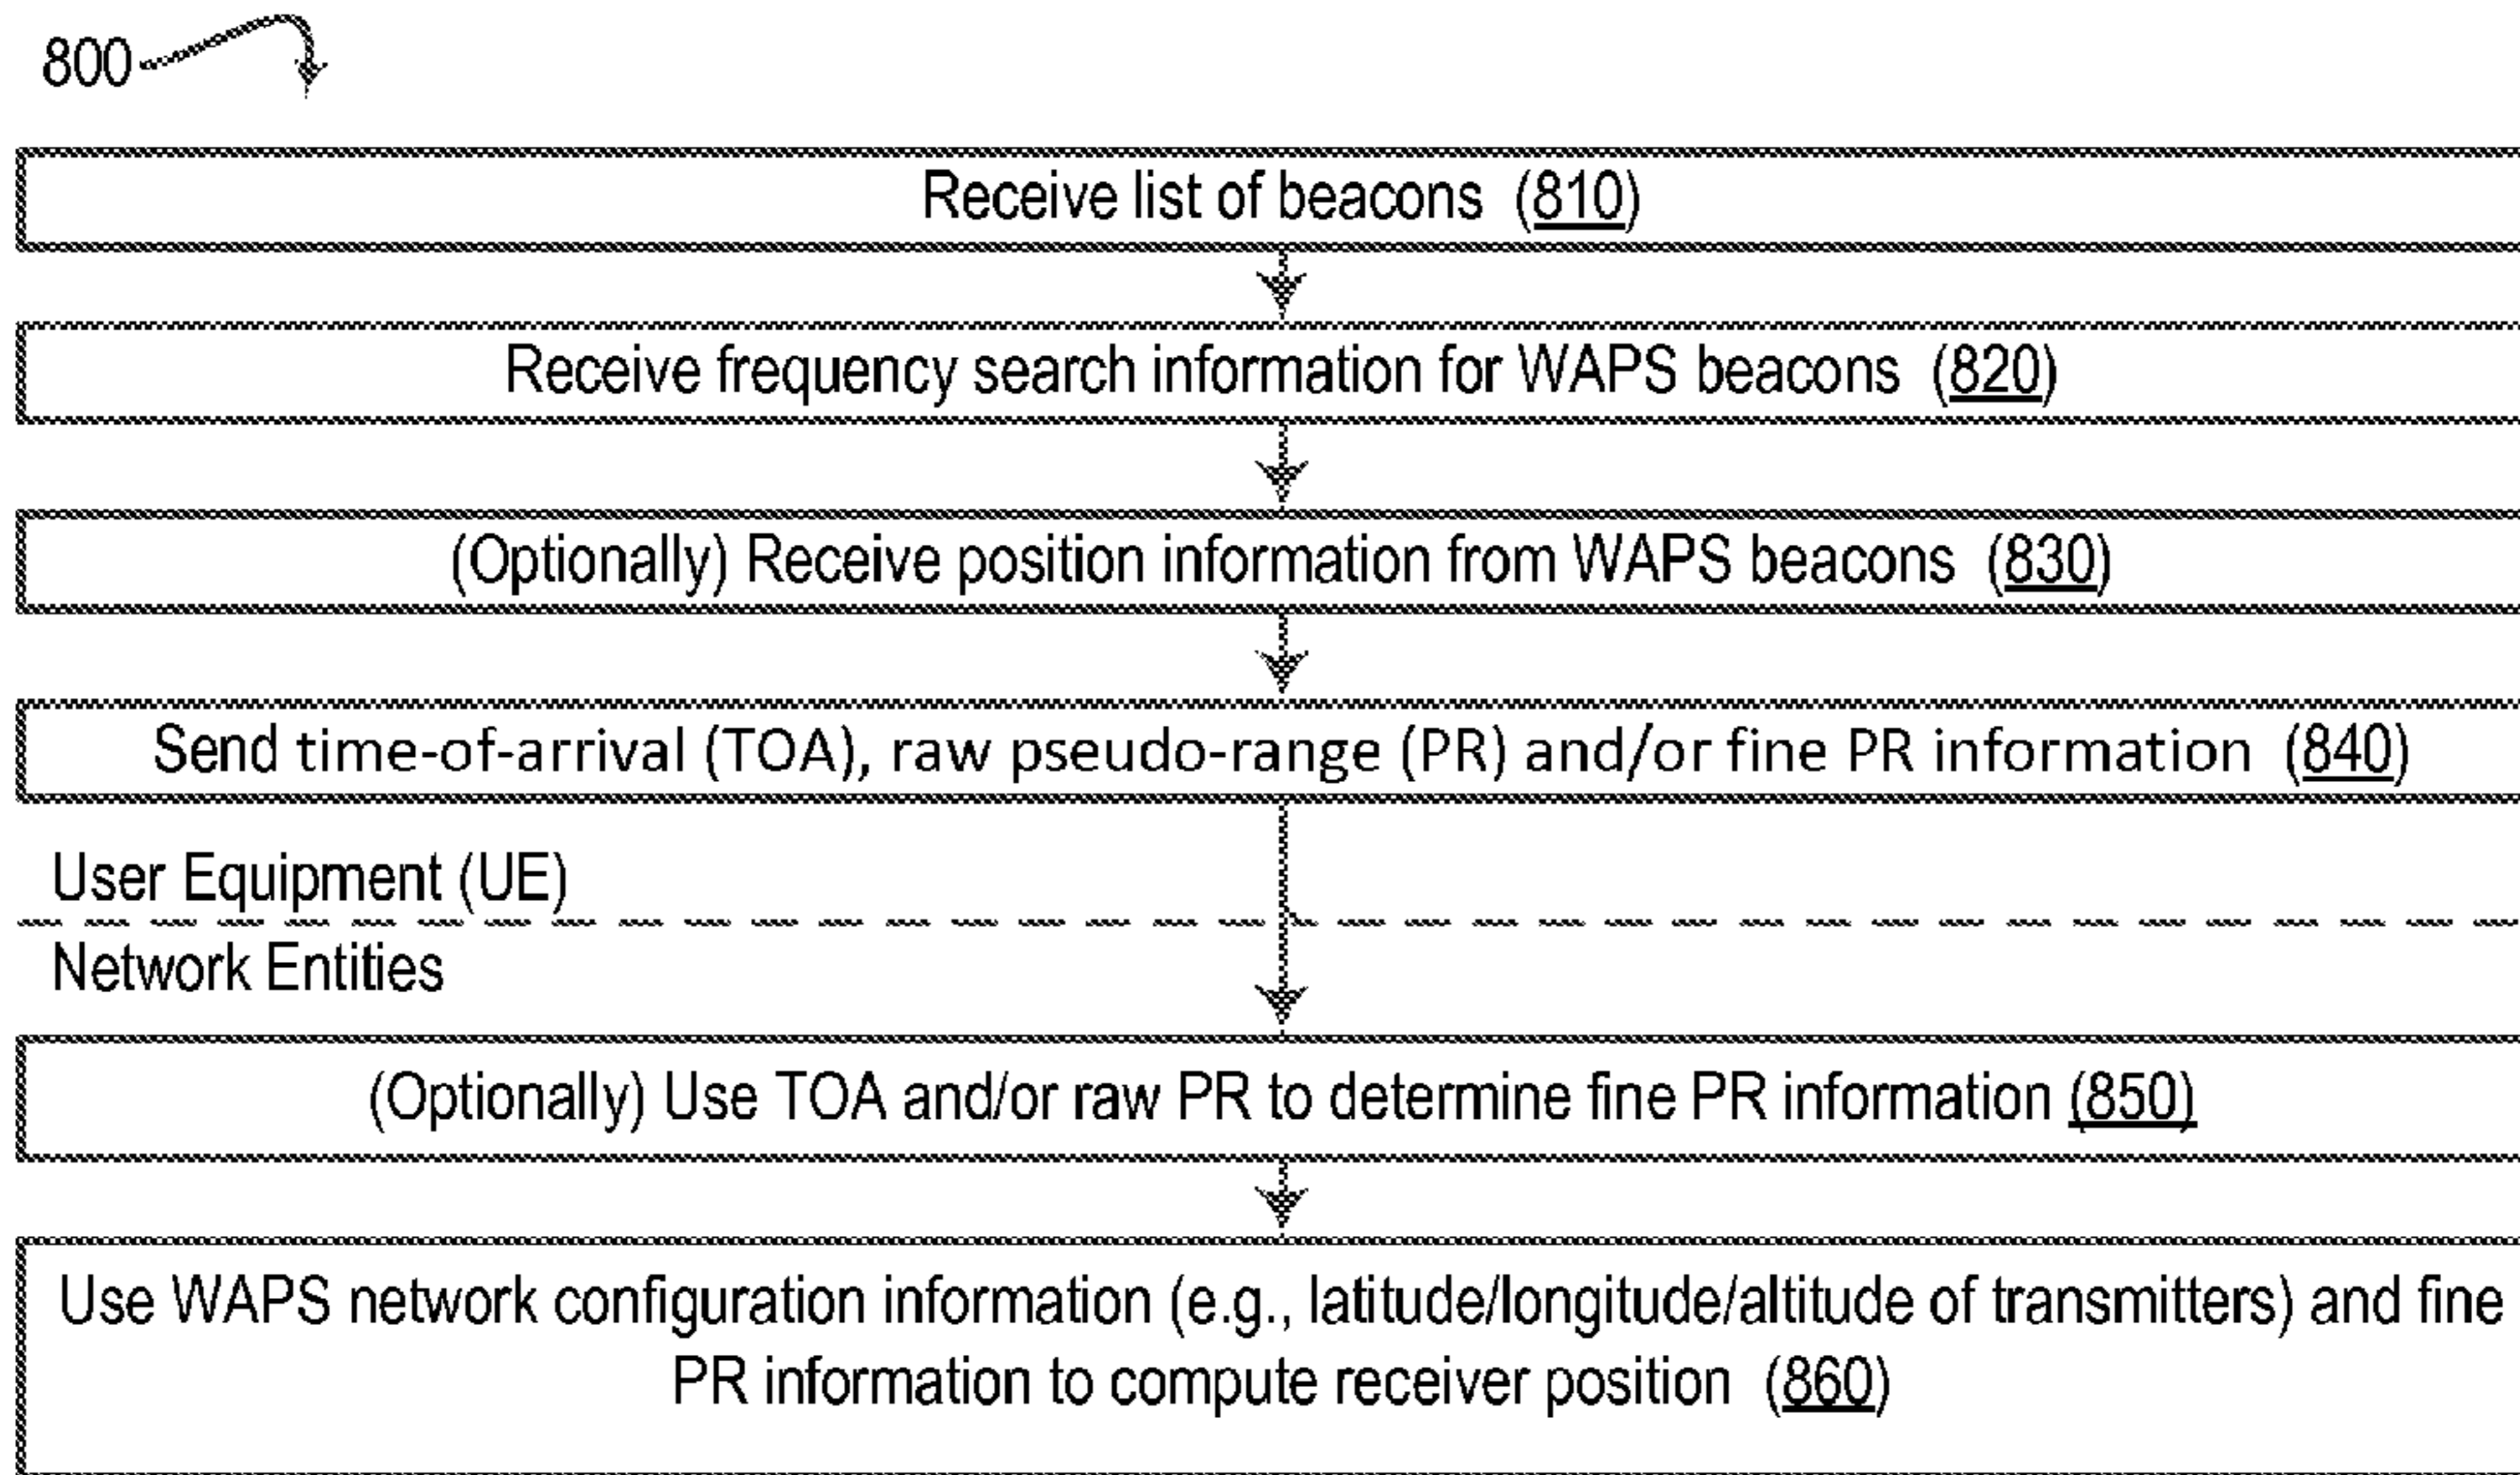 800
Receive list of beacons (810)
Receive frequency search information for WAPS beacons (820)
(Optionally) Receive position information from WAPS beacons (830)
Send time-of-arrival (TOA), raw pseudo-range (PR) and/or fine PR information (840)
User Equipment (UE)
Network Entities
(Optionally) Use TOA and/or raw PR to determine fine PR information (850)
Use WAPS network configuration information (e.g., latitude/longitude/altitude of transmitters) and fine
PR information to compute receiver position (860)